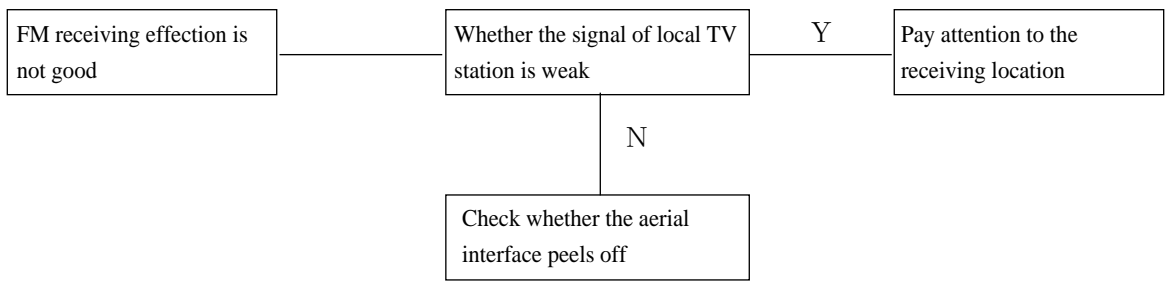 FM receiving effection is
not good
Whether the signal of local TV
station is weak
Y
Pay attention to the
receiving location
N
Check whether the aerial
interface peels off